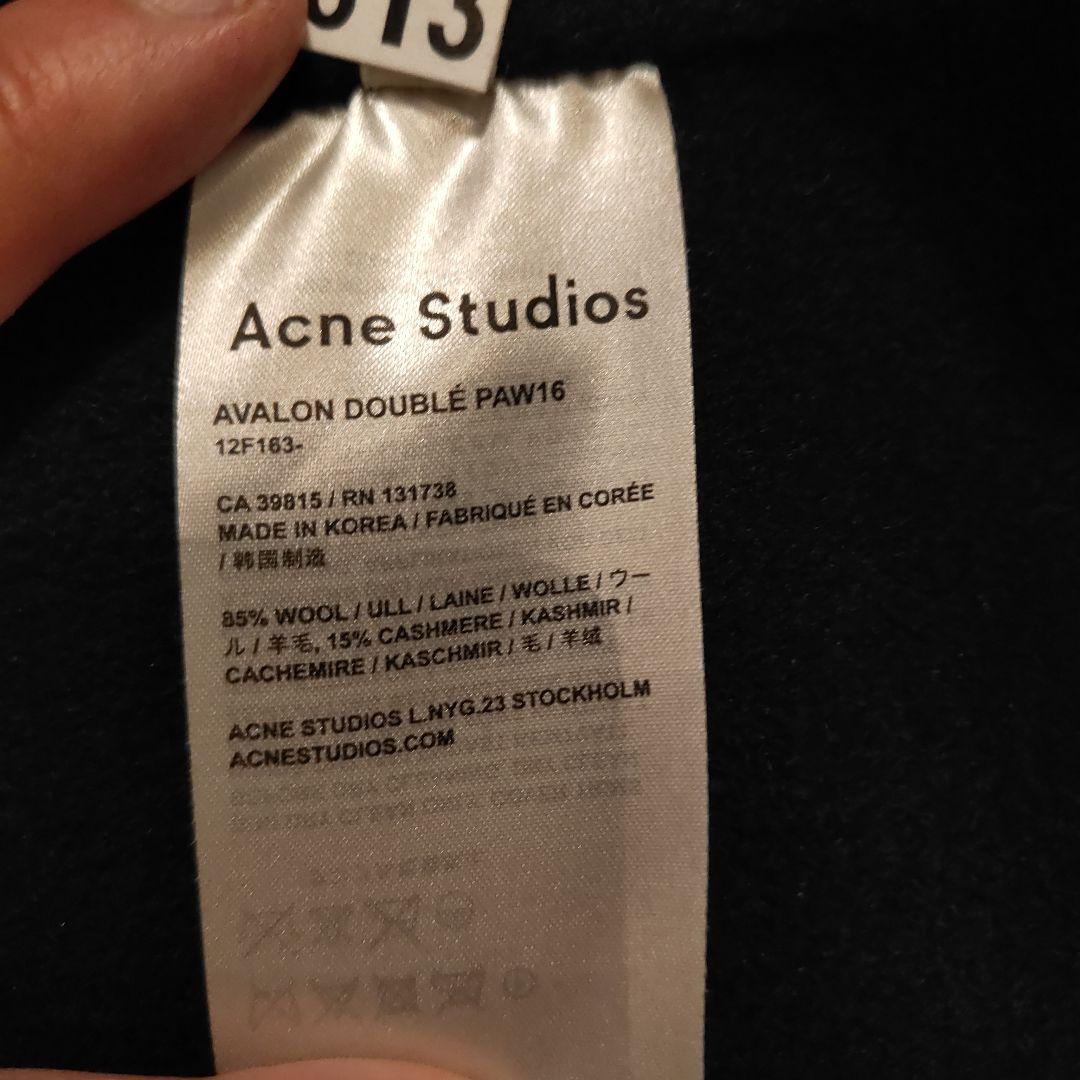 013
Acne Studios
AVALON DOUBLÉ PAW16
12F163-
CA 39815 / RN 131738
MADE IN KOREA / FABRIQUÉ EN CORÉE
/ 韩国制造
85% WOOL / ULL / LAINE / WOLLE / ウー
ル / 羊毛, 15% CASHMERE / KASHMIR /
CACHEMIRE / KASCHMIR / 毛 / 羊绒
ACNE STUDIOS L.NYG.23 STOCKHOLM
ACNESTUDIOS.COM